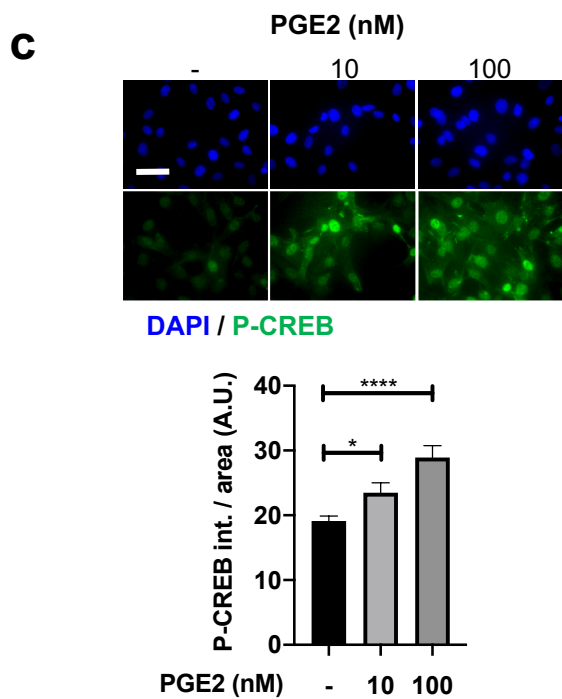 c
PGE2 (nM)
- 10 100
DAPI / P-CREB
P-CREB int. / area (A.U.)
40
30
20
10
0
****
*
PGE2 (nM) - 10 100